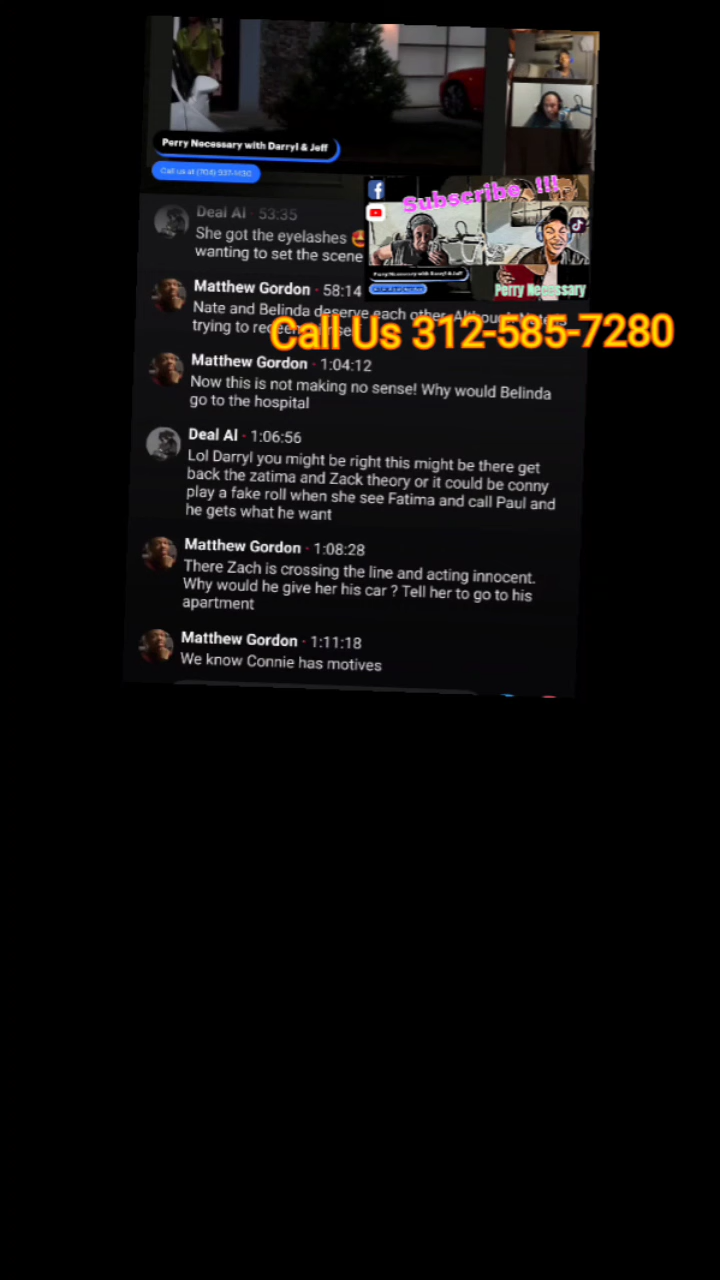 Perry Necessary with Darryl & Jeff
Subscribe !!!
Deal Al · 53:35
She got the eyelashes 🤩
wanting to set the scene
Perry Necessary with Darryl & Jeff
Perry Necessary
Matthew Gordon · 58:14
Nate and Belinda deserve each other. Although
trying to
Call Us 312-585-7280
Matthew Gordon · 1:04:12
Now this is not making no sense! Why would Belinda
go to the hospital
Deal Al · 1:06:56
Lol Darryl you might be right this might be there get
back the zatima and Zack theory or it could be conny
play a fake roll when she see Fatima and call Paul and
he gets what he want
Matthew Gordon · 1:08:28
There Zach is crossing the line and acting innocent.
Why would he give her his car ? Tell her to go to his
apartment
Matthew Gordon · 1:11:18
We know Connie has motives